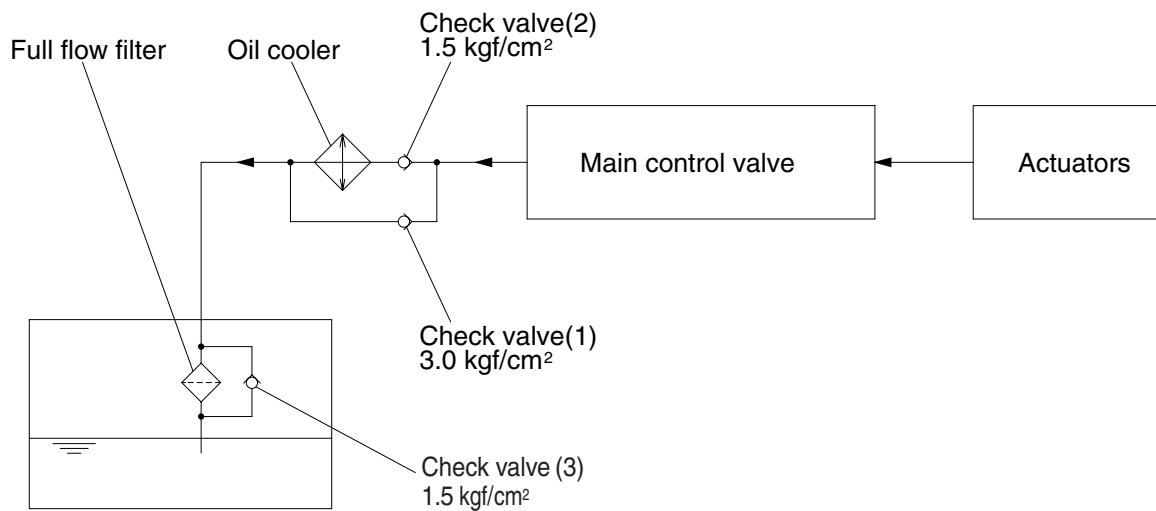 Check valve(2)
1.5 kgf/cm²
Full flow filter
Oil cooler
Main control valve
Actuators
Check valve(1)
3.0 kgf/cm²
Check valve (3)
1.5 kgf/cm²